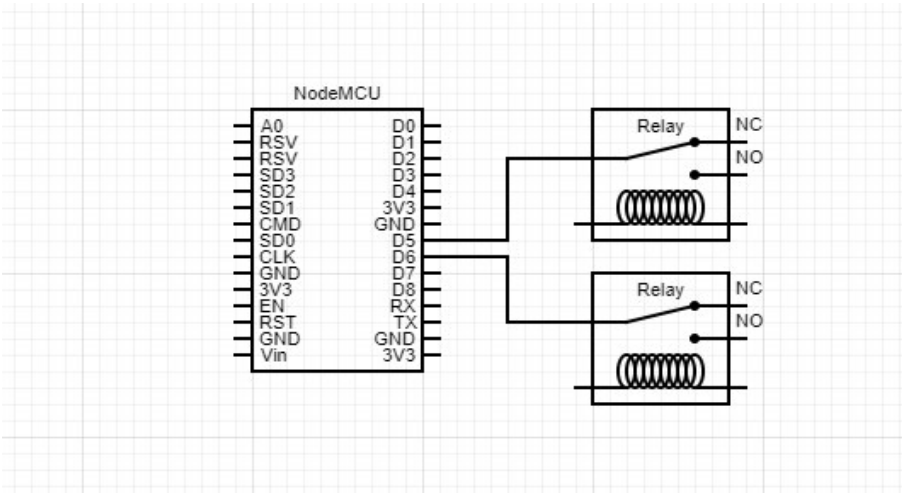 NodeMCU
A0 D0
RSV D1
RSV D2
SD3 D3
SD2 D4
SD1 3V3
CMD GND
SD0 D5
CLK D6
GND D7
3V3 D8
EN RX
RST TX
GND GND
Vin 3V3
Relay NC
NO
Relay NC
NO